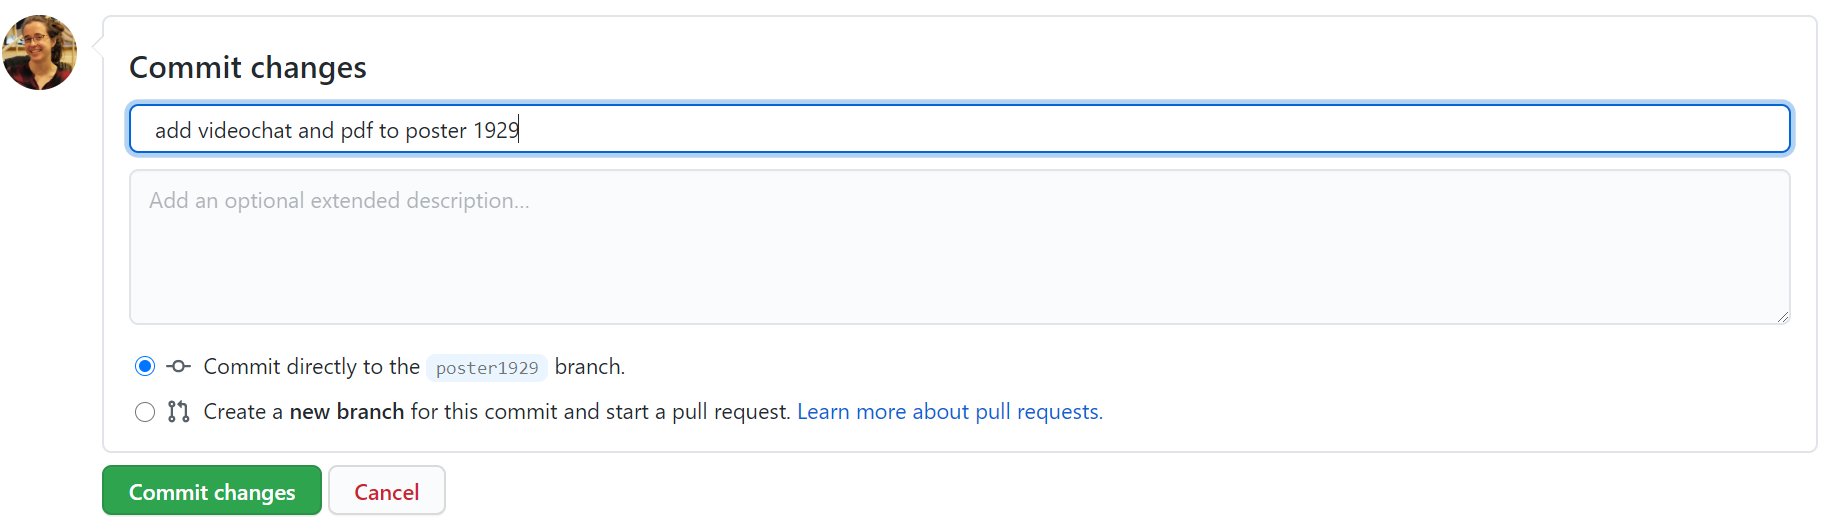 Commit changes
add videochat and pdf to poster 1929
Add an optional extended description…
Commit directly to the poster1929 branch.
Create a new branch for this commit and start a pull request. Learn more about pull requests.
Commit changes Cancel